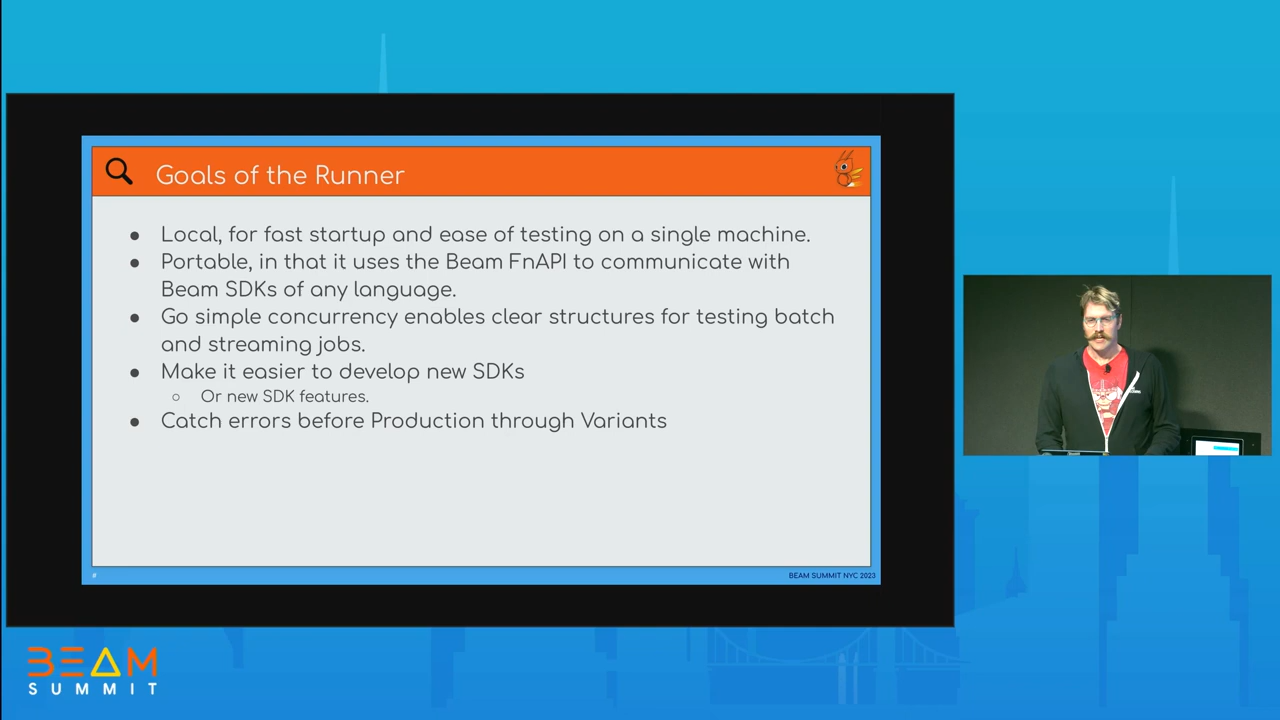 Goals of the Runner
● Local, for fast startup and ease of testing on a single machine.
● Portable, in that it uses the Beam FnAPI to communicate with
Beam SDKs of any language.
● Go simple concurrency enables clear structures for testing batch
and streaming jobs.
● Make it easier to develop new SDKs
○ Or new SDK features.
● Catch errors before Production through Variants
#
BEAM SUMMIT NYC 2023
BEAM
SUMMIT